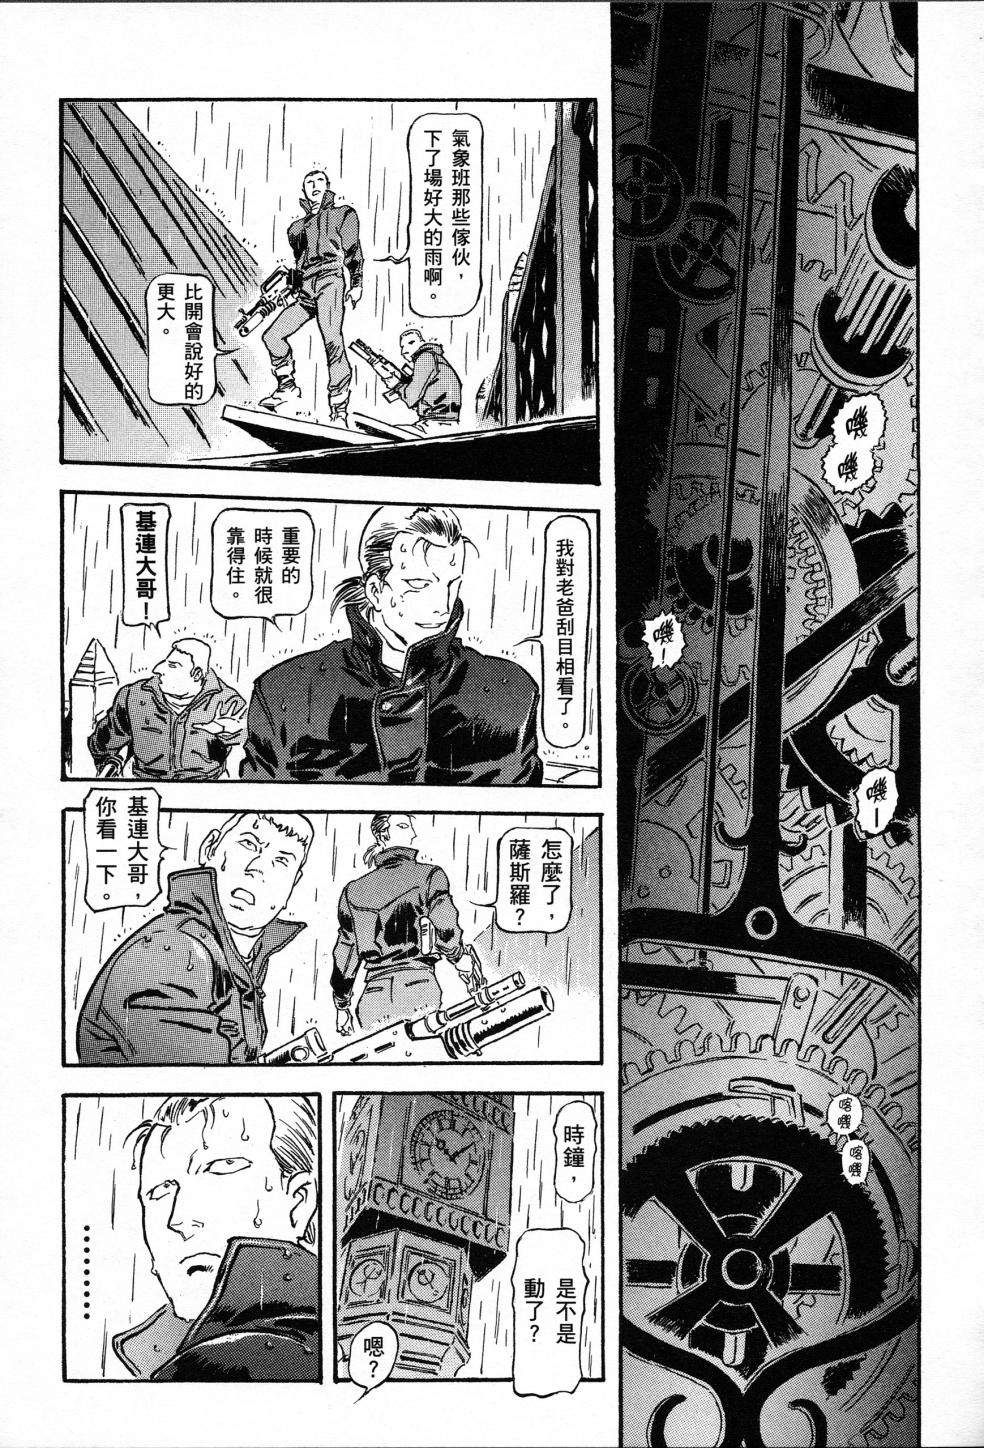 嘰
嘰
嘰—
嘰—
喀嘰
喀嘰
氣象班那些傢伙，
下了場好大的雨啊。
比開會說好的
更大。
我對老爸刮目相看了。
重要的
時候就很
靠得住。
基連大哥！
怎麼了，
薩斯羅？
基連大哥，
你看一下。
時鐘，
是不是
動了？
嗯？
………